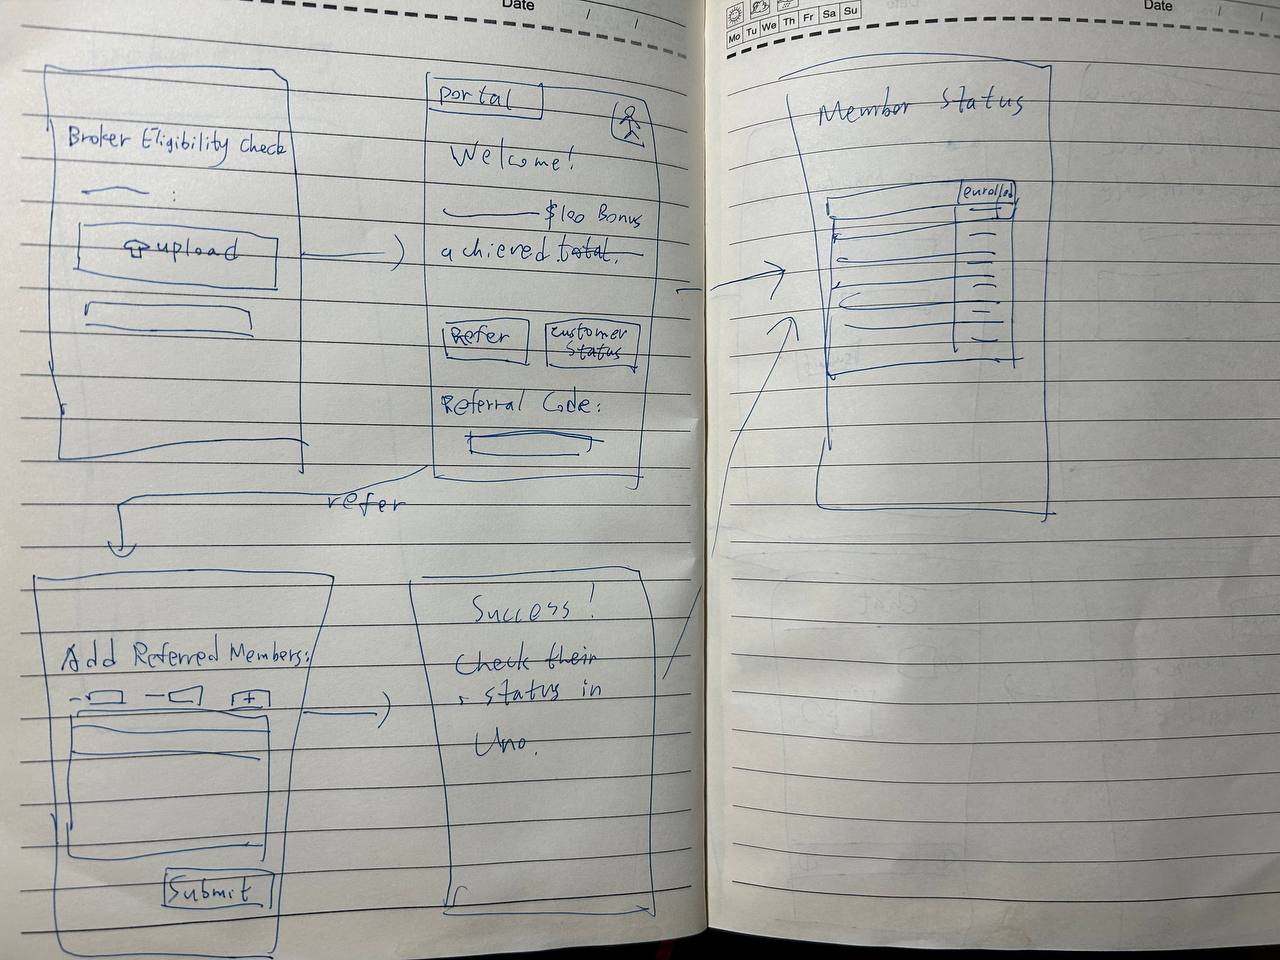 Date / /
Broker Eligibility Check
:
upload
portal
Welcome!
$100 Bonus
achieved total.
Refer
customer
status
Referral Code:
refer
Add Referred Members:
+
Submit
Success!
Check their
status in
Uno.
Mo Tu We Th Fr Sa Su
Date / /
Member Status
enrolled